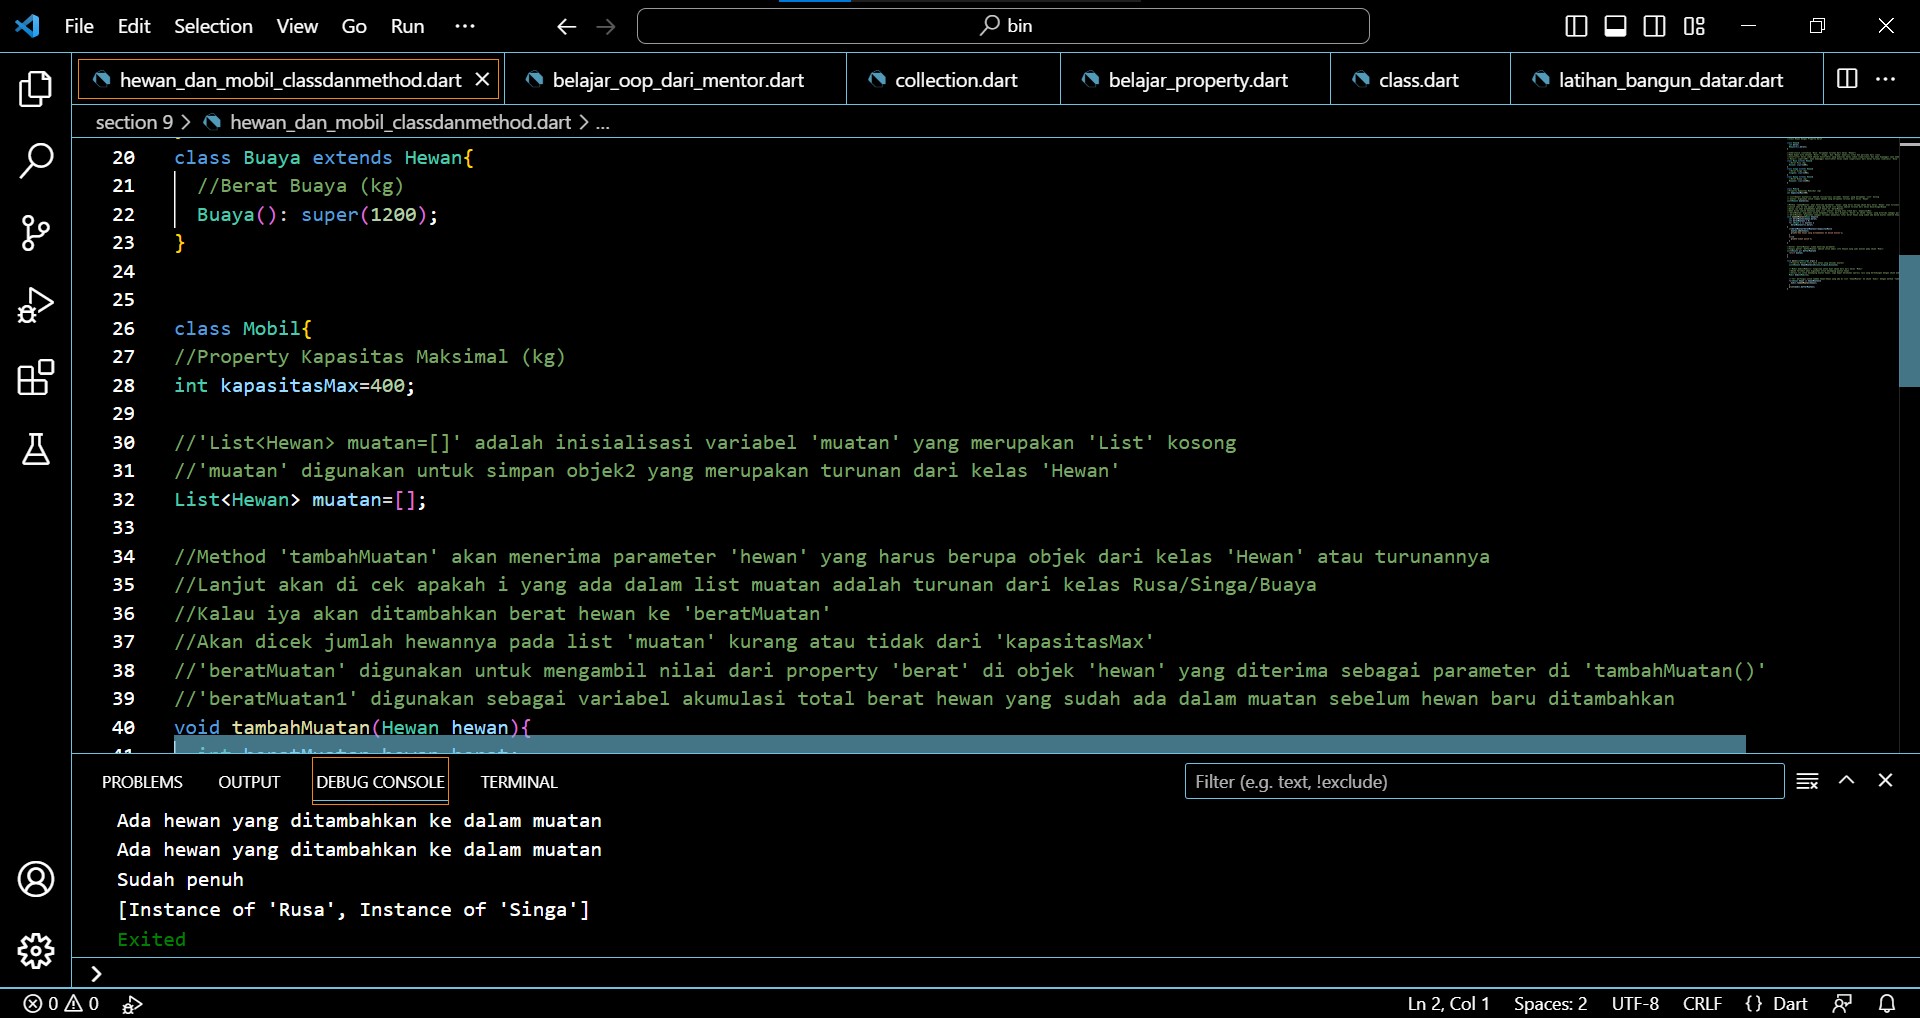 File Edit Selection View Go Run ···
bin
hewan_dan_mobil_classdanmethod.dart
belajar_oop_dari_mentor.dart
collection.dart
belajar_property.dart
class.dart
latihan_bangun_datar.dart
section 9 > hewan_dan_mobil_classdanmethod.dart > ...
20 class Buaya extends Hewan{
21 //Berat Buaya (kg)
22 Buaya(): super(1200);
23 }
24
25
26 class Mobil{
27 //Property Kapasitas Maksimal (kg)
28 int kapasitasMax=400;
29
30 //'List<Hewan> muatan=[]' adalah inisialisasi variabel 'muatan' yang merupakan 'List' kosong
31 //'muatan' digunakan untuk simpan objek2 yang merupakan turunan dari kelas 'Hewan'
32 List<Hewan> muatan=[];
33
34 //Method 'tambahMuatan' akan menerima parameter 'hewan' yang harus berupa objek dari kelas 'Hewan' atau turunannya
35 //Lanjut akan di cek apakah i yang ada dalam list muatan adalah turunan dari kelas Rusa/Singa/Buaya
36 //Kalau iya akan ditambahkan berat hewan ke 'beratMuatan'
37 //Akan dicek jumlah hewannya pada list 'muatan' kurang atau tidak dari 'kapasitasMax'
38 //'beratMuatan' digunakan untuk mengambil nilai dari property 'berat' di objek 'hewan' yang diterima sebagai parameter di 'tambahMuatan()'
39 //'beratMuatan1' digunakan sebagai variabel akumulasi total berat hewan yang sudah ada dalam muatan sebelum hewan baru ditambahkan
40 void tambahMuatan(Hewan hewan){
PROBLEMS OUTPUT DEBUG CONSOLE TERMINAL
Filter (e.g. text, !exclude)
Ada hewan yang ditambahkan ke dalam muatan
Ada hewan yang ditambahkan ke dalam muatan
Sudah penuh
[Instance of 'Rusa', Instance of 'Singa']
Exited
>
0 0
Ln 2, Col 1 Spaces: 2 UTF-8 CRLF {} Dart